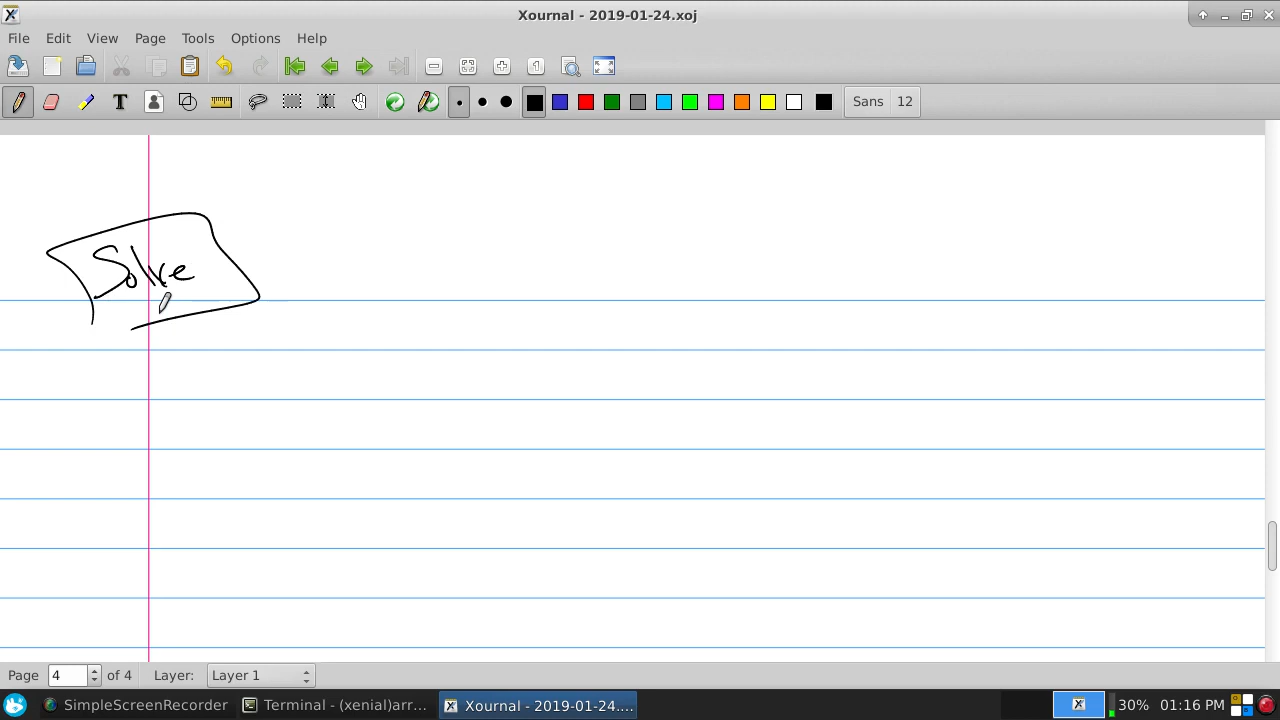 Xournal - 2019-01-24.xoj
File Edit View Page Tools Options Help
Sans 12
Solve
Page 4 of 4 Layer: Layer 1
SimpleScreenRecorder Terminal - (xenial)arr... Xournal - 2019-01-24.... 30% 01:16 PM